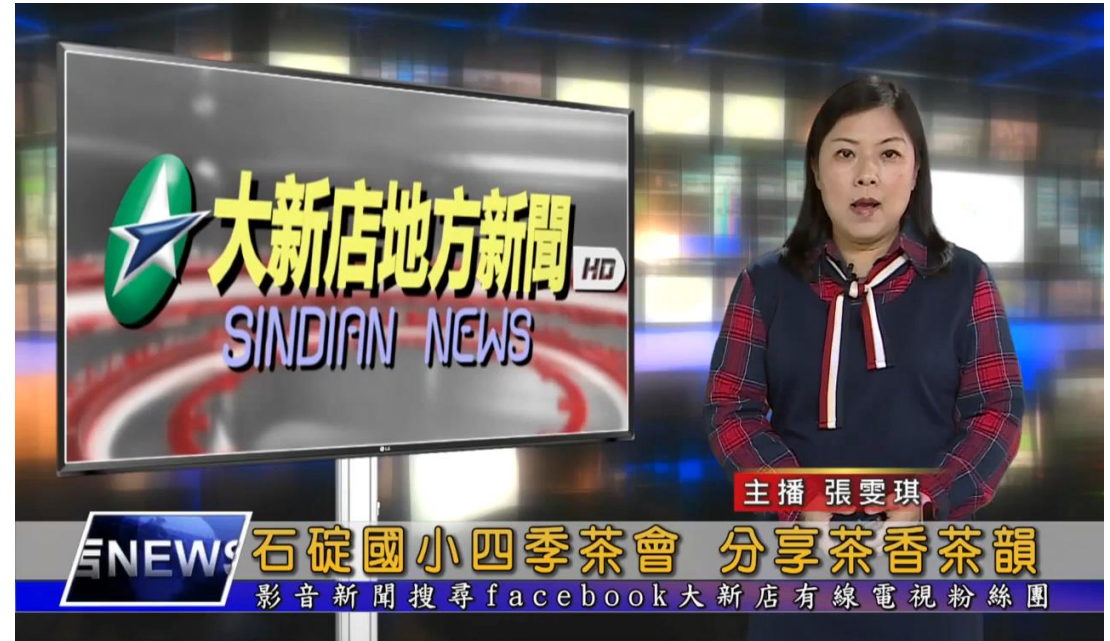 大新店地方新聞
HD
SINDIAN NEWS
LG
主播 張雯琪
NEWS
石碇國小四季茶會 分享茶香茶韻
影音新聞搜尋facebook大新店有線電視粉絲團